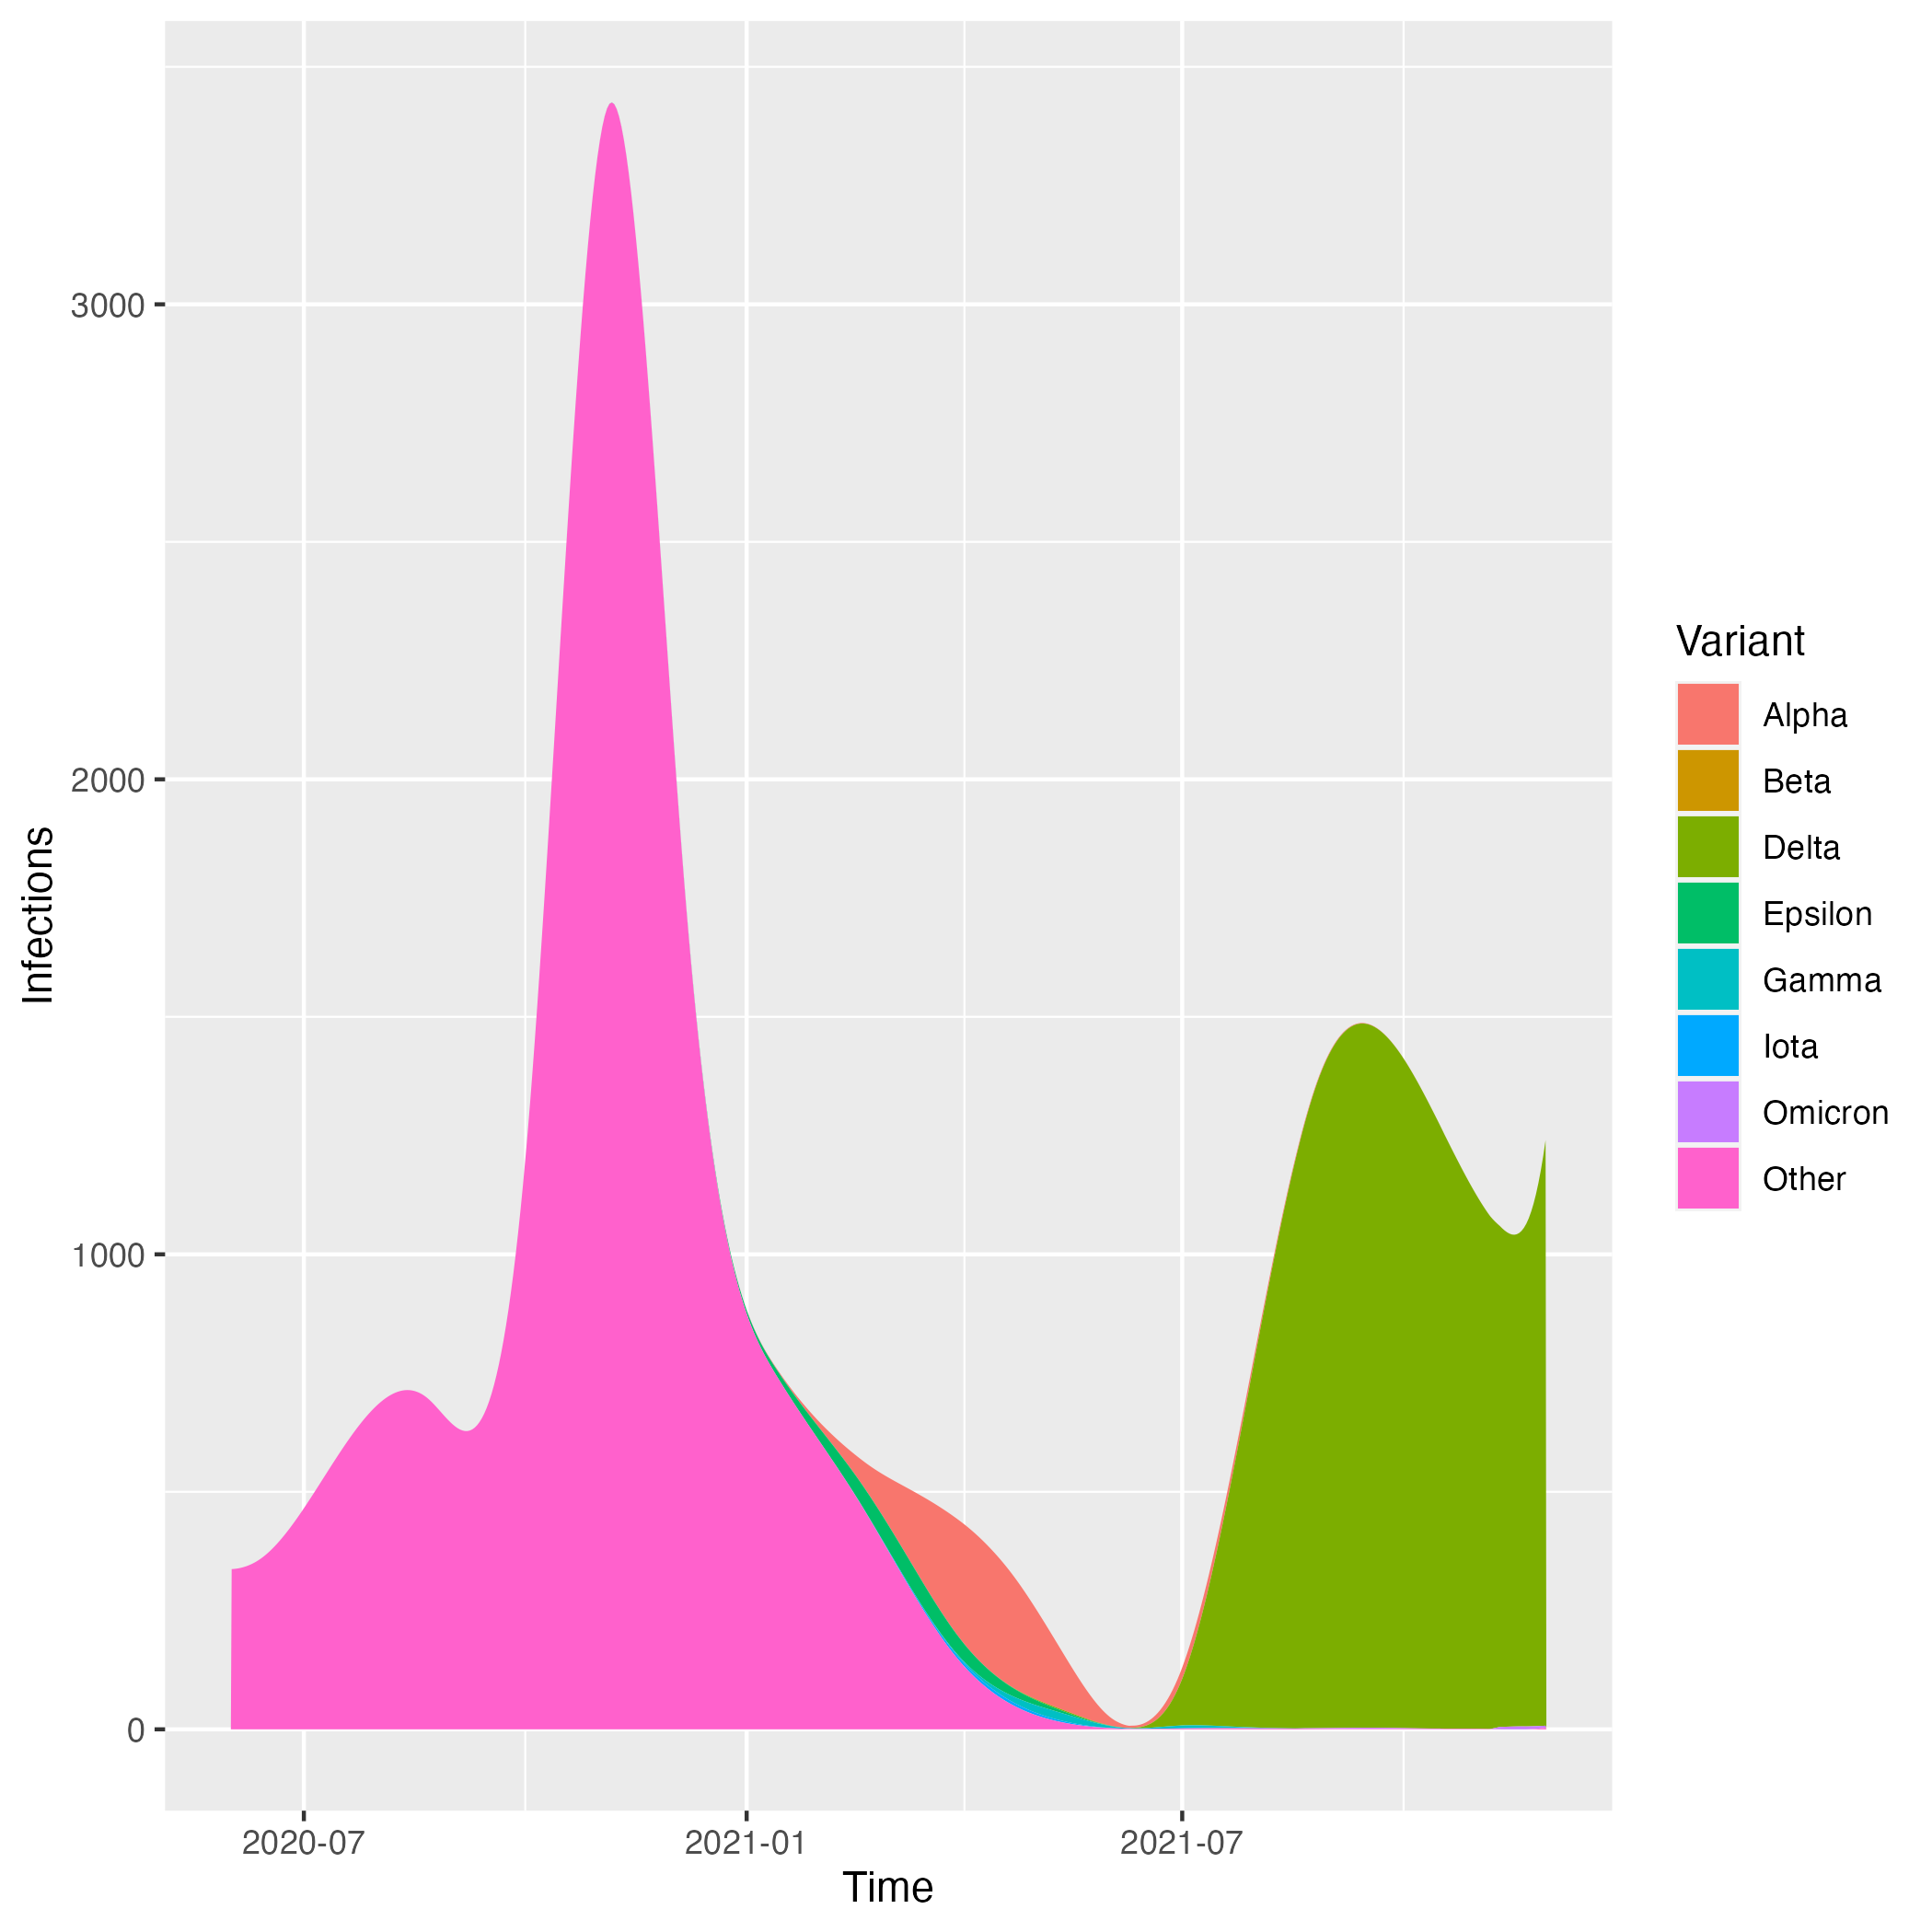 3000
2000
1000
0
Infections
2020-07
2021-01
2021-07
Time
Variant
Alpha
Beta
Delta
Epsilon
Gamma
Iota
Omicron
Other